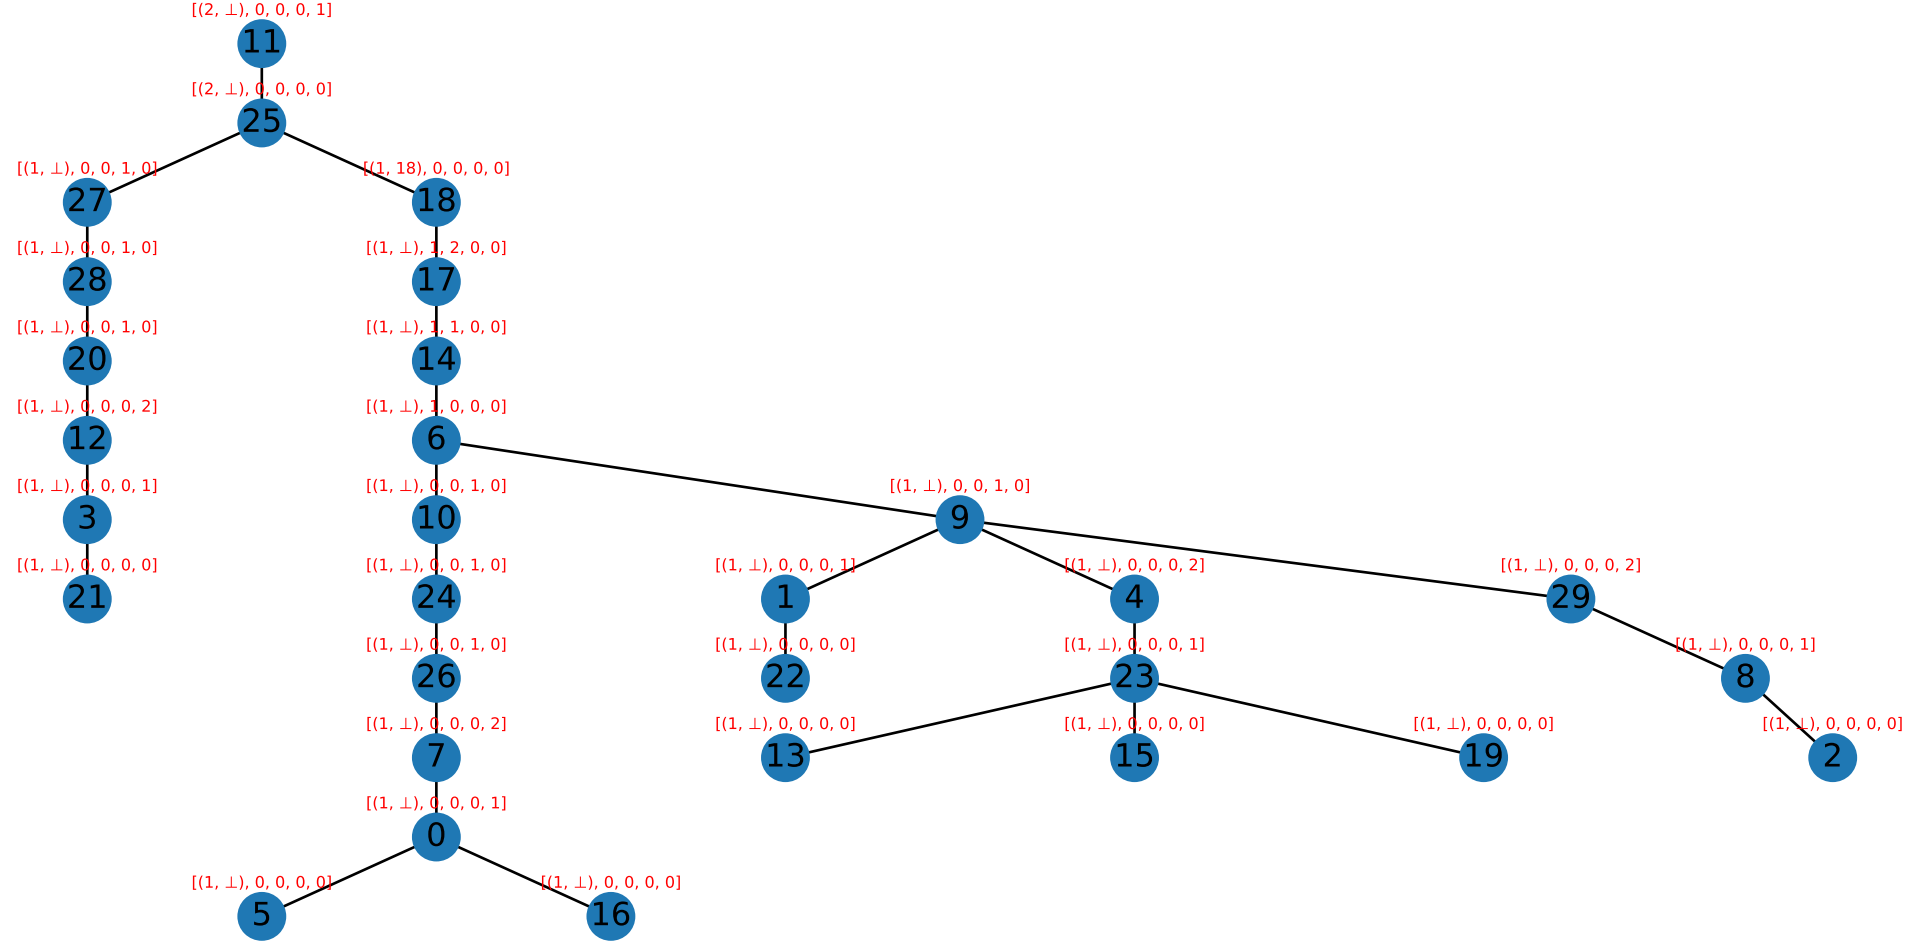 [(2, ⊥), 0, 0, 0, 1]
11
[(2, ⊥), 0, 0, 0, 0]
25
[(1, ⊥), 0, 0, 1, 0] [(1, 18), 0, 0, 0, 0]
27 18
[(1, ⊥), 0, 0, 1, 0] [(1, ⊥), 1, 2, 0, 0]
28 17
[(1, ⊥), 0, 0, 1, 0] [(1, ⊥), 1, 1, 0, 0]
20 14
[(1, ⊥), 0, 0, 0, 2] [(1, ⊥), 1, 0, 0, 0]
12 6
[(1, ⊥), 0, 0, 0, 1] [(1, ⊥), 0, 0, 1, 0] [(1, ⊥), 0, 0, 1, 0]
3 10 9
[(1, ⊥), 0, 0, 0, 0] [(1, ⊥), 0, 0, 1, 0] [(1, ⊥), 0, 0, 0, 1] [(1, ⊥), 0, 0, 0, 2] [(1, ⊥), 0, 0, 0, 2]
21 24 1 4 29
[(1, ⊥), 0, 0, 1, 0] [(1, ⊥), 0, 0, 0, 0] [(1, ⊥), 0, 0, 0, 1] [(1, ⊥), 0, 0, 0, 1]
26 22 23 8
[(1, ⊥), 0, 0, 0, 2] [(1, ⊥), 0, 0, 0, 0] [(1, ⊥), 0, 0, 0, 0] [(1, ⊥), 0, 0, 0, 0] [(1, ⊥), 0, 0, 0, 0]
7 13 15 19 2
[(1, ⊥), 0, 0, 0, 1]
0
[(1, ⊥), 0, 0, 0, 0] [(1, ⊥), 0, 0, 0, 0]
5 16